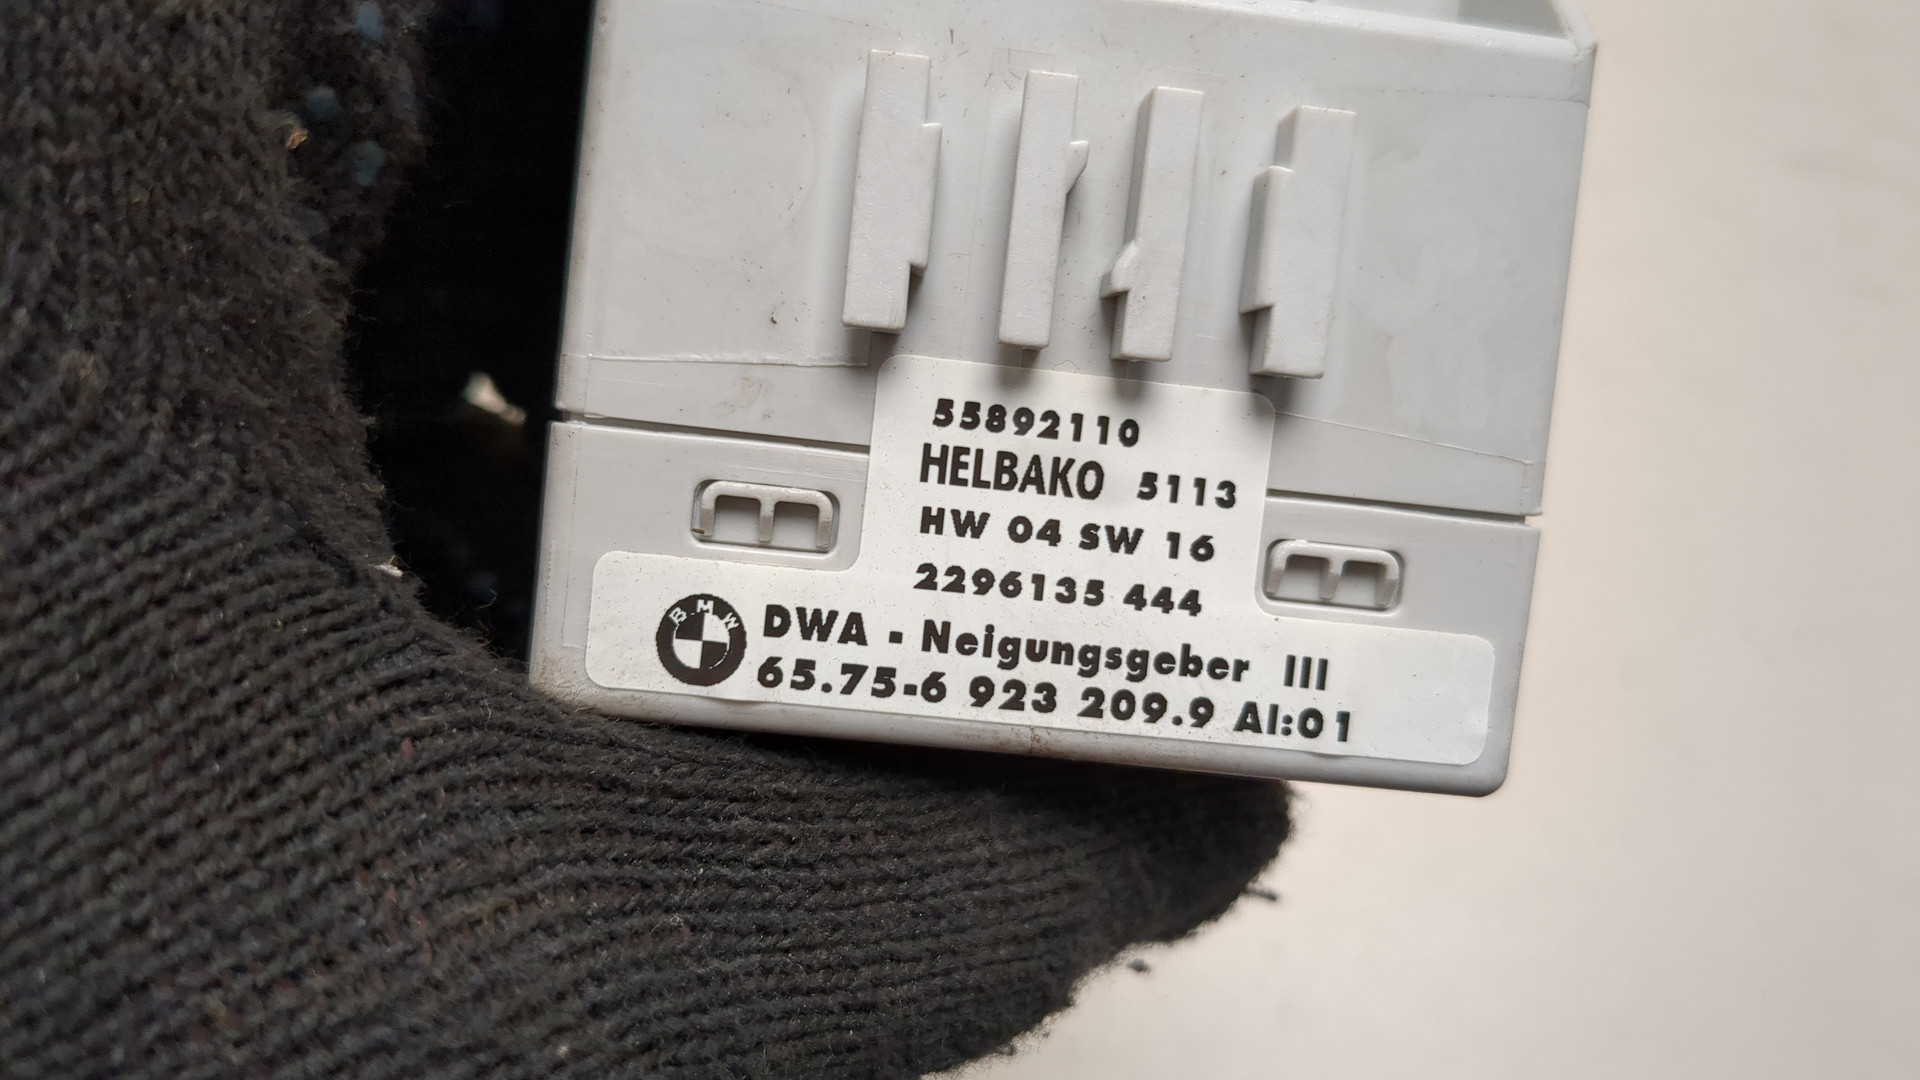 55892110
HELBAKO 5113
HW 04 SW 16
2296135 444
BMW DWA - Neigungsgeber III
65.75-6 923 209.9 AI:01